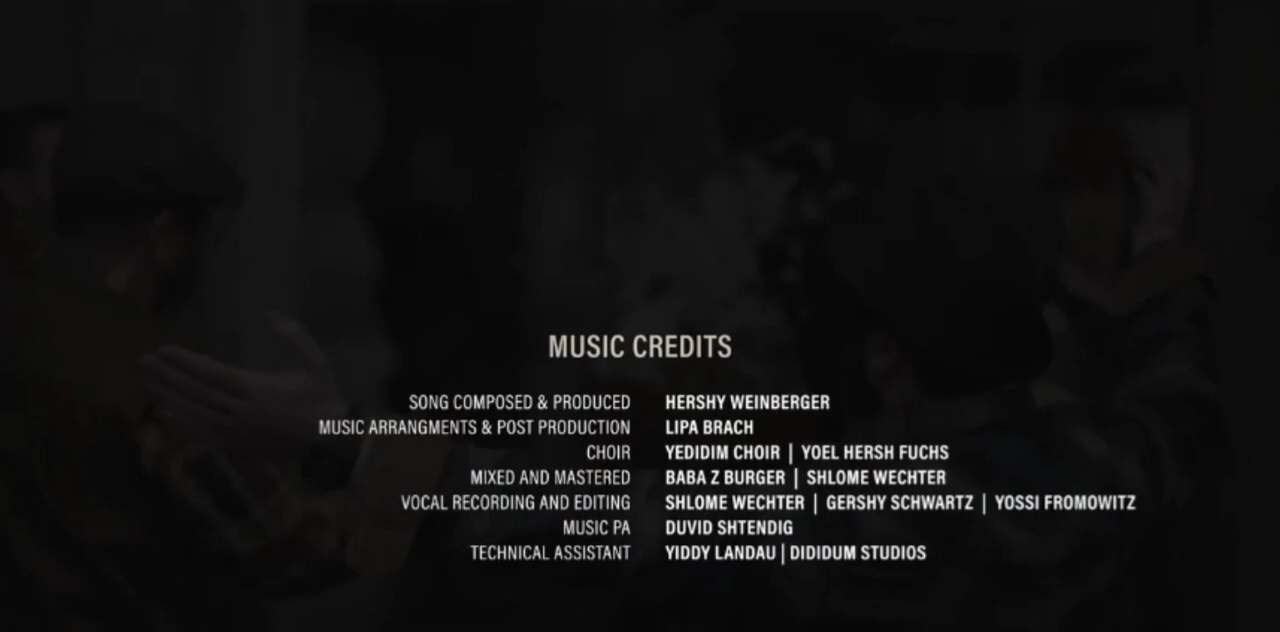 MUSIC CREDITS
SONG COMPOSED & PRODUCED HERSHY WEINBERGER
MUSIC ARRANGMENTS & POST PRODUCTION LIPA BRACH
CHOIR YEDIDIM CHOIR | YOEL HERSH FUCHS
MIXED AND MASTERED BABA Z BURGER | SHLOME WECHTER
VOCAL RECORDING AND EDITING SHLOME WECHTER | GERSHY SCHWARTZ | YOSSI FROMOWITZ
MUSIC PA DUVID SHTENDIG
TECHNICAL ASSISTANT YIDDY LANDAU | DIDIDUM STUDIOS